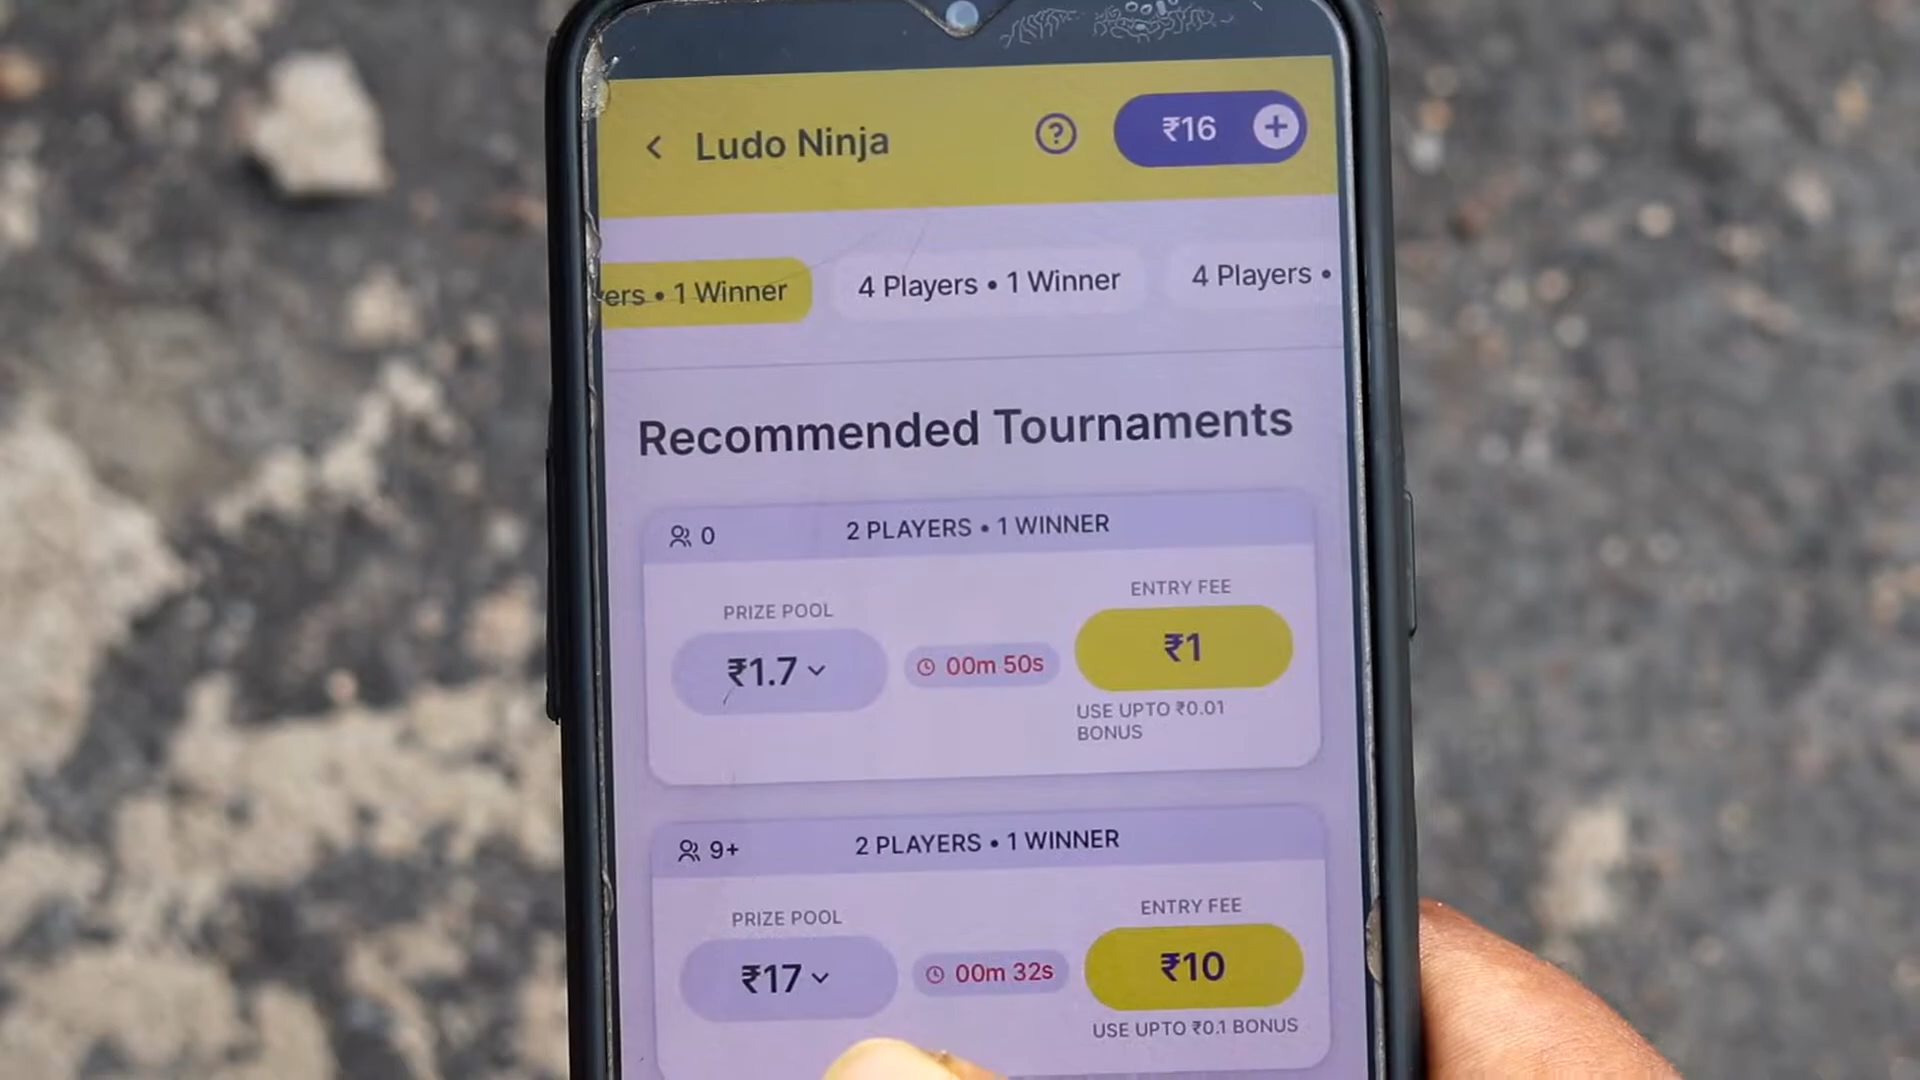 Ludo Ninja
₹16
ers • 1 Winner
4 Players • 1 Winner
4 Players •
Recommended Tournaments
0
2 PLAYERS • 1 WINNER
PRIZE POOL
ENTRY FEE
₹1.7
00m 50s
₹1
USE UPTO ₹0.01
BONUS
9+
2 PLAYERS • 1 WINNER
PRIZE POOL
ENTRY FEE
₹17
00m 32s
₹10
USE UPTO ₹0.1 BONUS